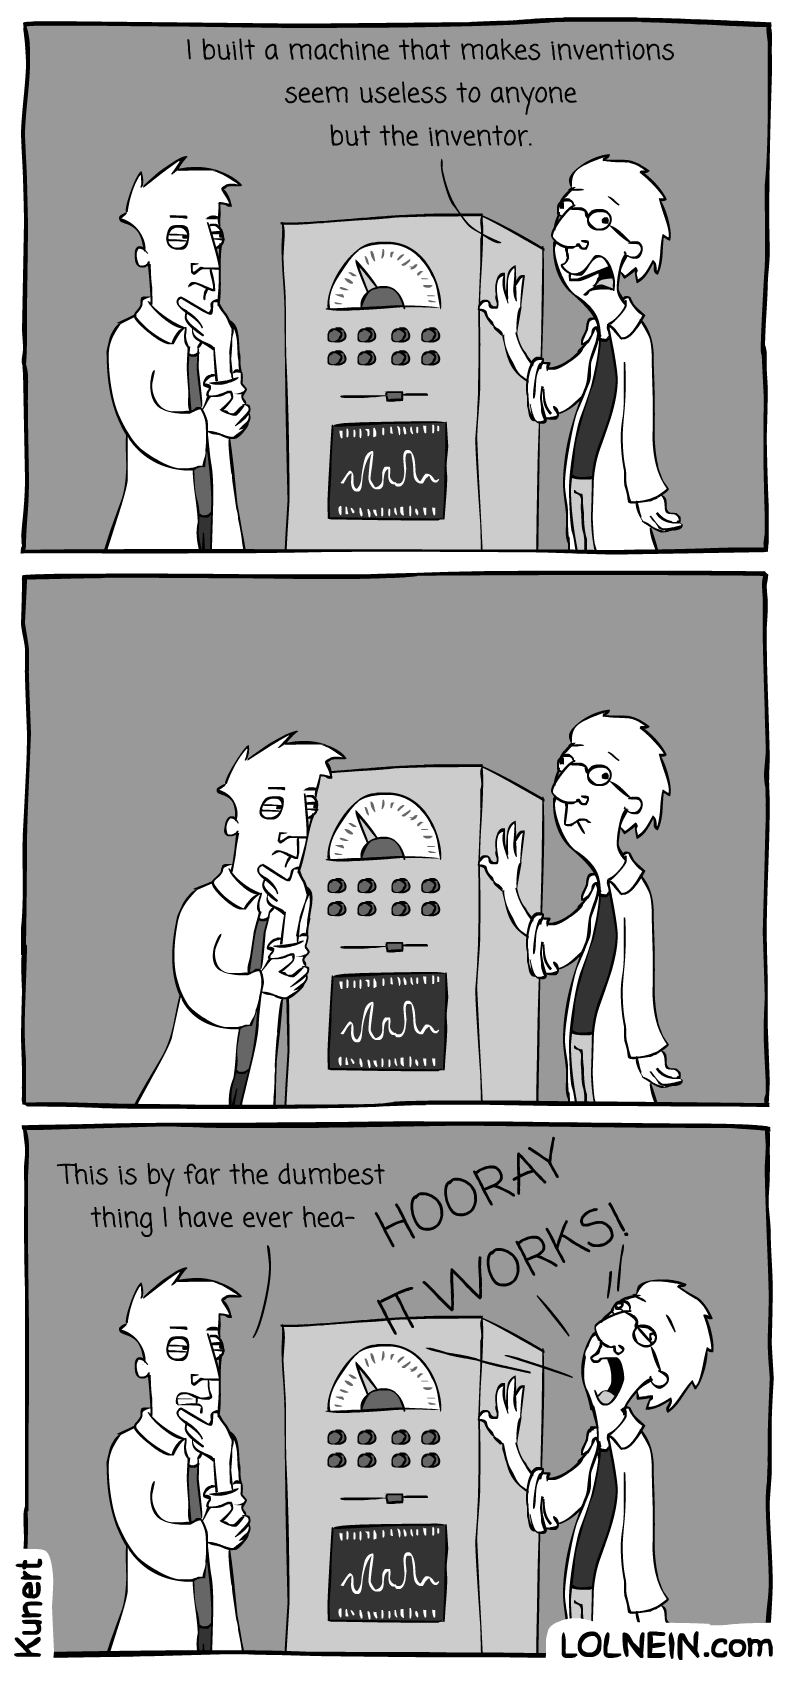 I built a machine that makes inventions
seem useless to anyone
but the inventor.
This is by far the dumbest
thing I have ever hea-
HOORAY
IT WORKS!
Kunert
LOLNEIN.com